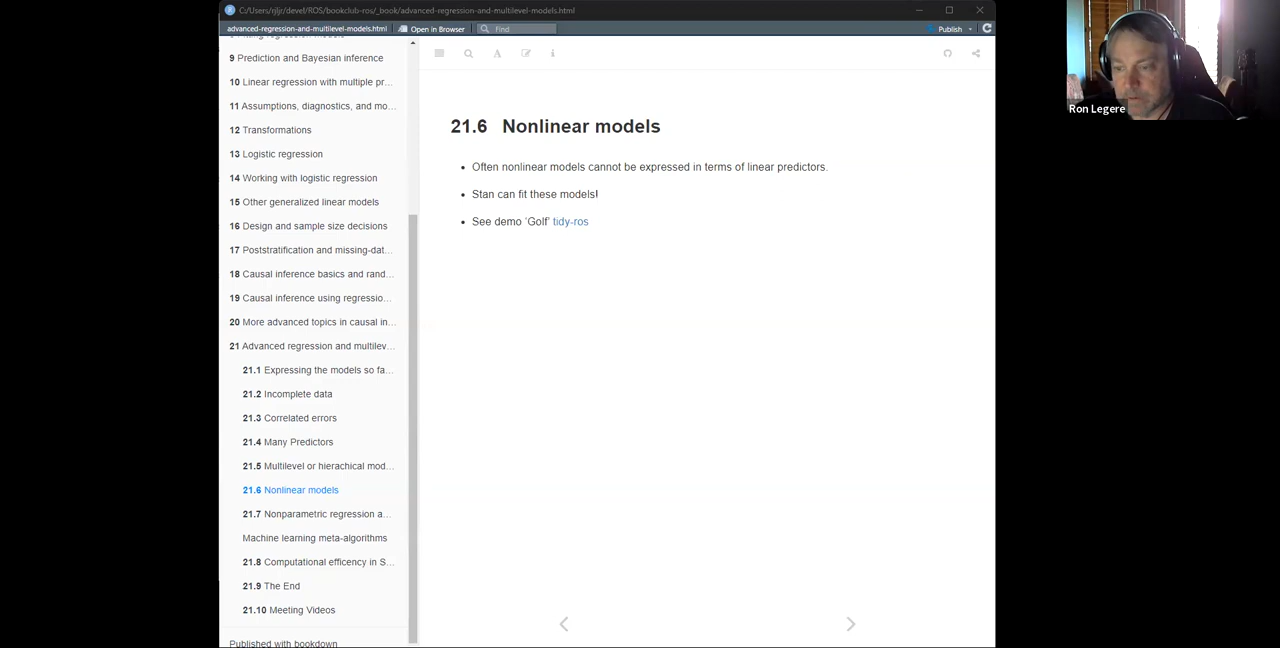 C:/Users/rjljr/devel/ROS/bookclub-ros/_book/advanced-regression-and-multilevel-models.html
advanced-regression-and-multilevel-models.html
Open in Browser
Find
Publish
9 Prediction and Bayesian inference
10 Linear regression with multiple pr...
11 Assumptions, diagnostics, and mo...
12 Transformations
13 Logistic regression
14 Working with logistic regression
15 Other generalized linear models
16 Design and sample size decisions
17 Poststratification and missing-dat...
18 Causal inference basics and rand...
19 Causal inference using regressio...
20 More advanced topics in causal in...
21 Advanced regression and multilev...
21.1 Expressing the models so fa...
21.2 Incomplete data
21.3 Correlated errors
21.4 Many Predictors
21.5 Multilevel or hierachical mod...
21.6 Nonlinear models
21.7 Nonparametric regression a...
Machine learning meta-algorithms
21.8 Computational efficency in S...
21.9 The End
21.10 Meeting Videos
Published with bookdown
21.6 Nonlinear models
Often nonlinear models cannot be expressed in terms of linear predictors.
Stan can fit these models!
See demo 'Golf' tidy-ros
Ron Legere